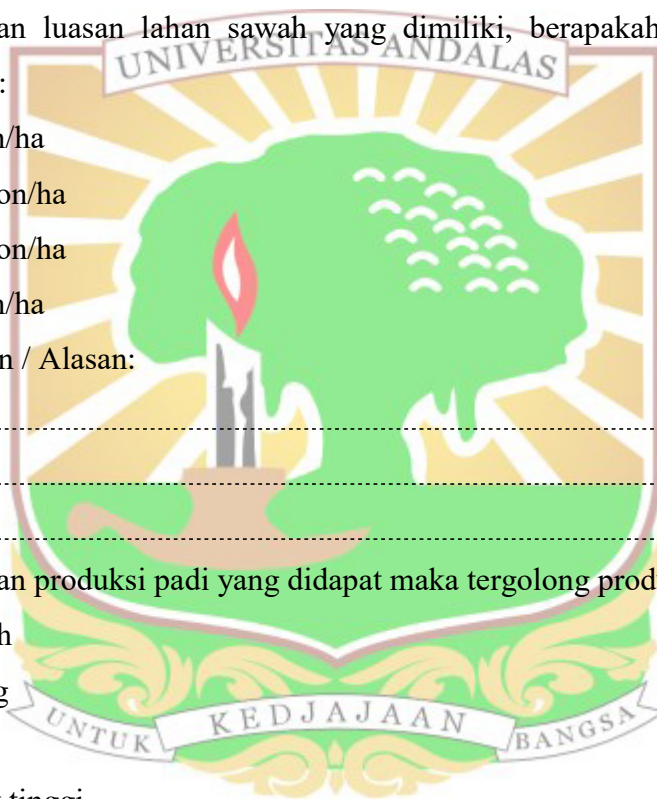 an luasan lahan sawah yang dimiliki, berapakah
UNIVERSITAS ANDALAS
:
n/ha
on/ha
on/ha
n/ha
n / Alasan:
an produksi padi yang didapat maka tergolong prod
h
g
UNTUK KEDJAJAAN BANGSA
tinggi